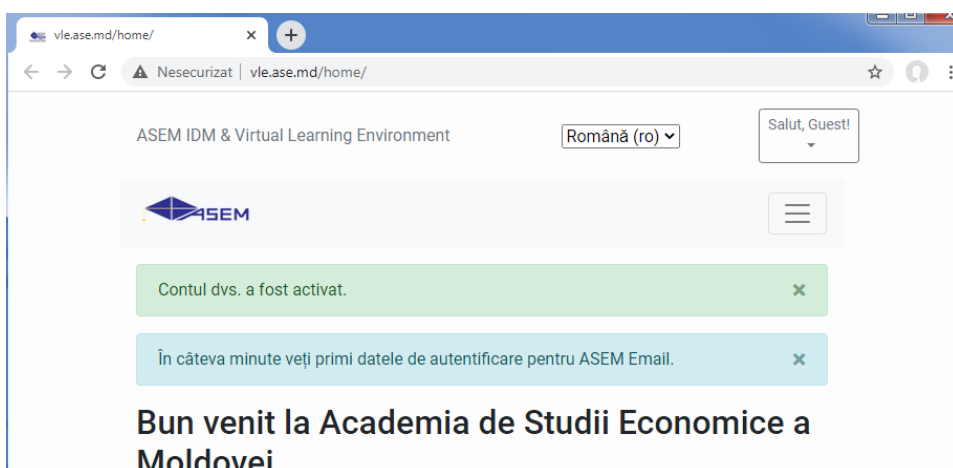 vle.ase.md/home/
Nesecurizat | vle.ase.md/home/
ASEM IDM & Virtual Learning Environment
Română (ro)
Salut, Guest!
ASEM
Contul dvs. a fost activat.
În câteva minute veți primi datele de autentificare pentru ASEM Email.
Bun venit la Academia de Studii Economice a
Moldovei